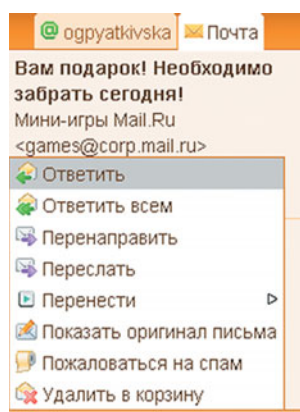 ogpyatkivska Почта
Вам подарок! Необходимо
забрать сегодня!
Мини-игры Mail.Ru
<games@corp.mail.ru>
Ответить
Ответить всем
Перенаправить
Переслать
Перенести
Показать оригинал письма
Пожаловаться на спам
Удалить в корзину